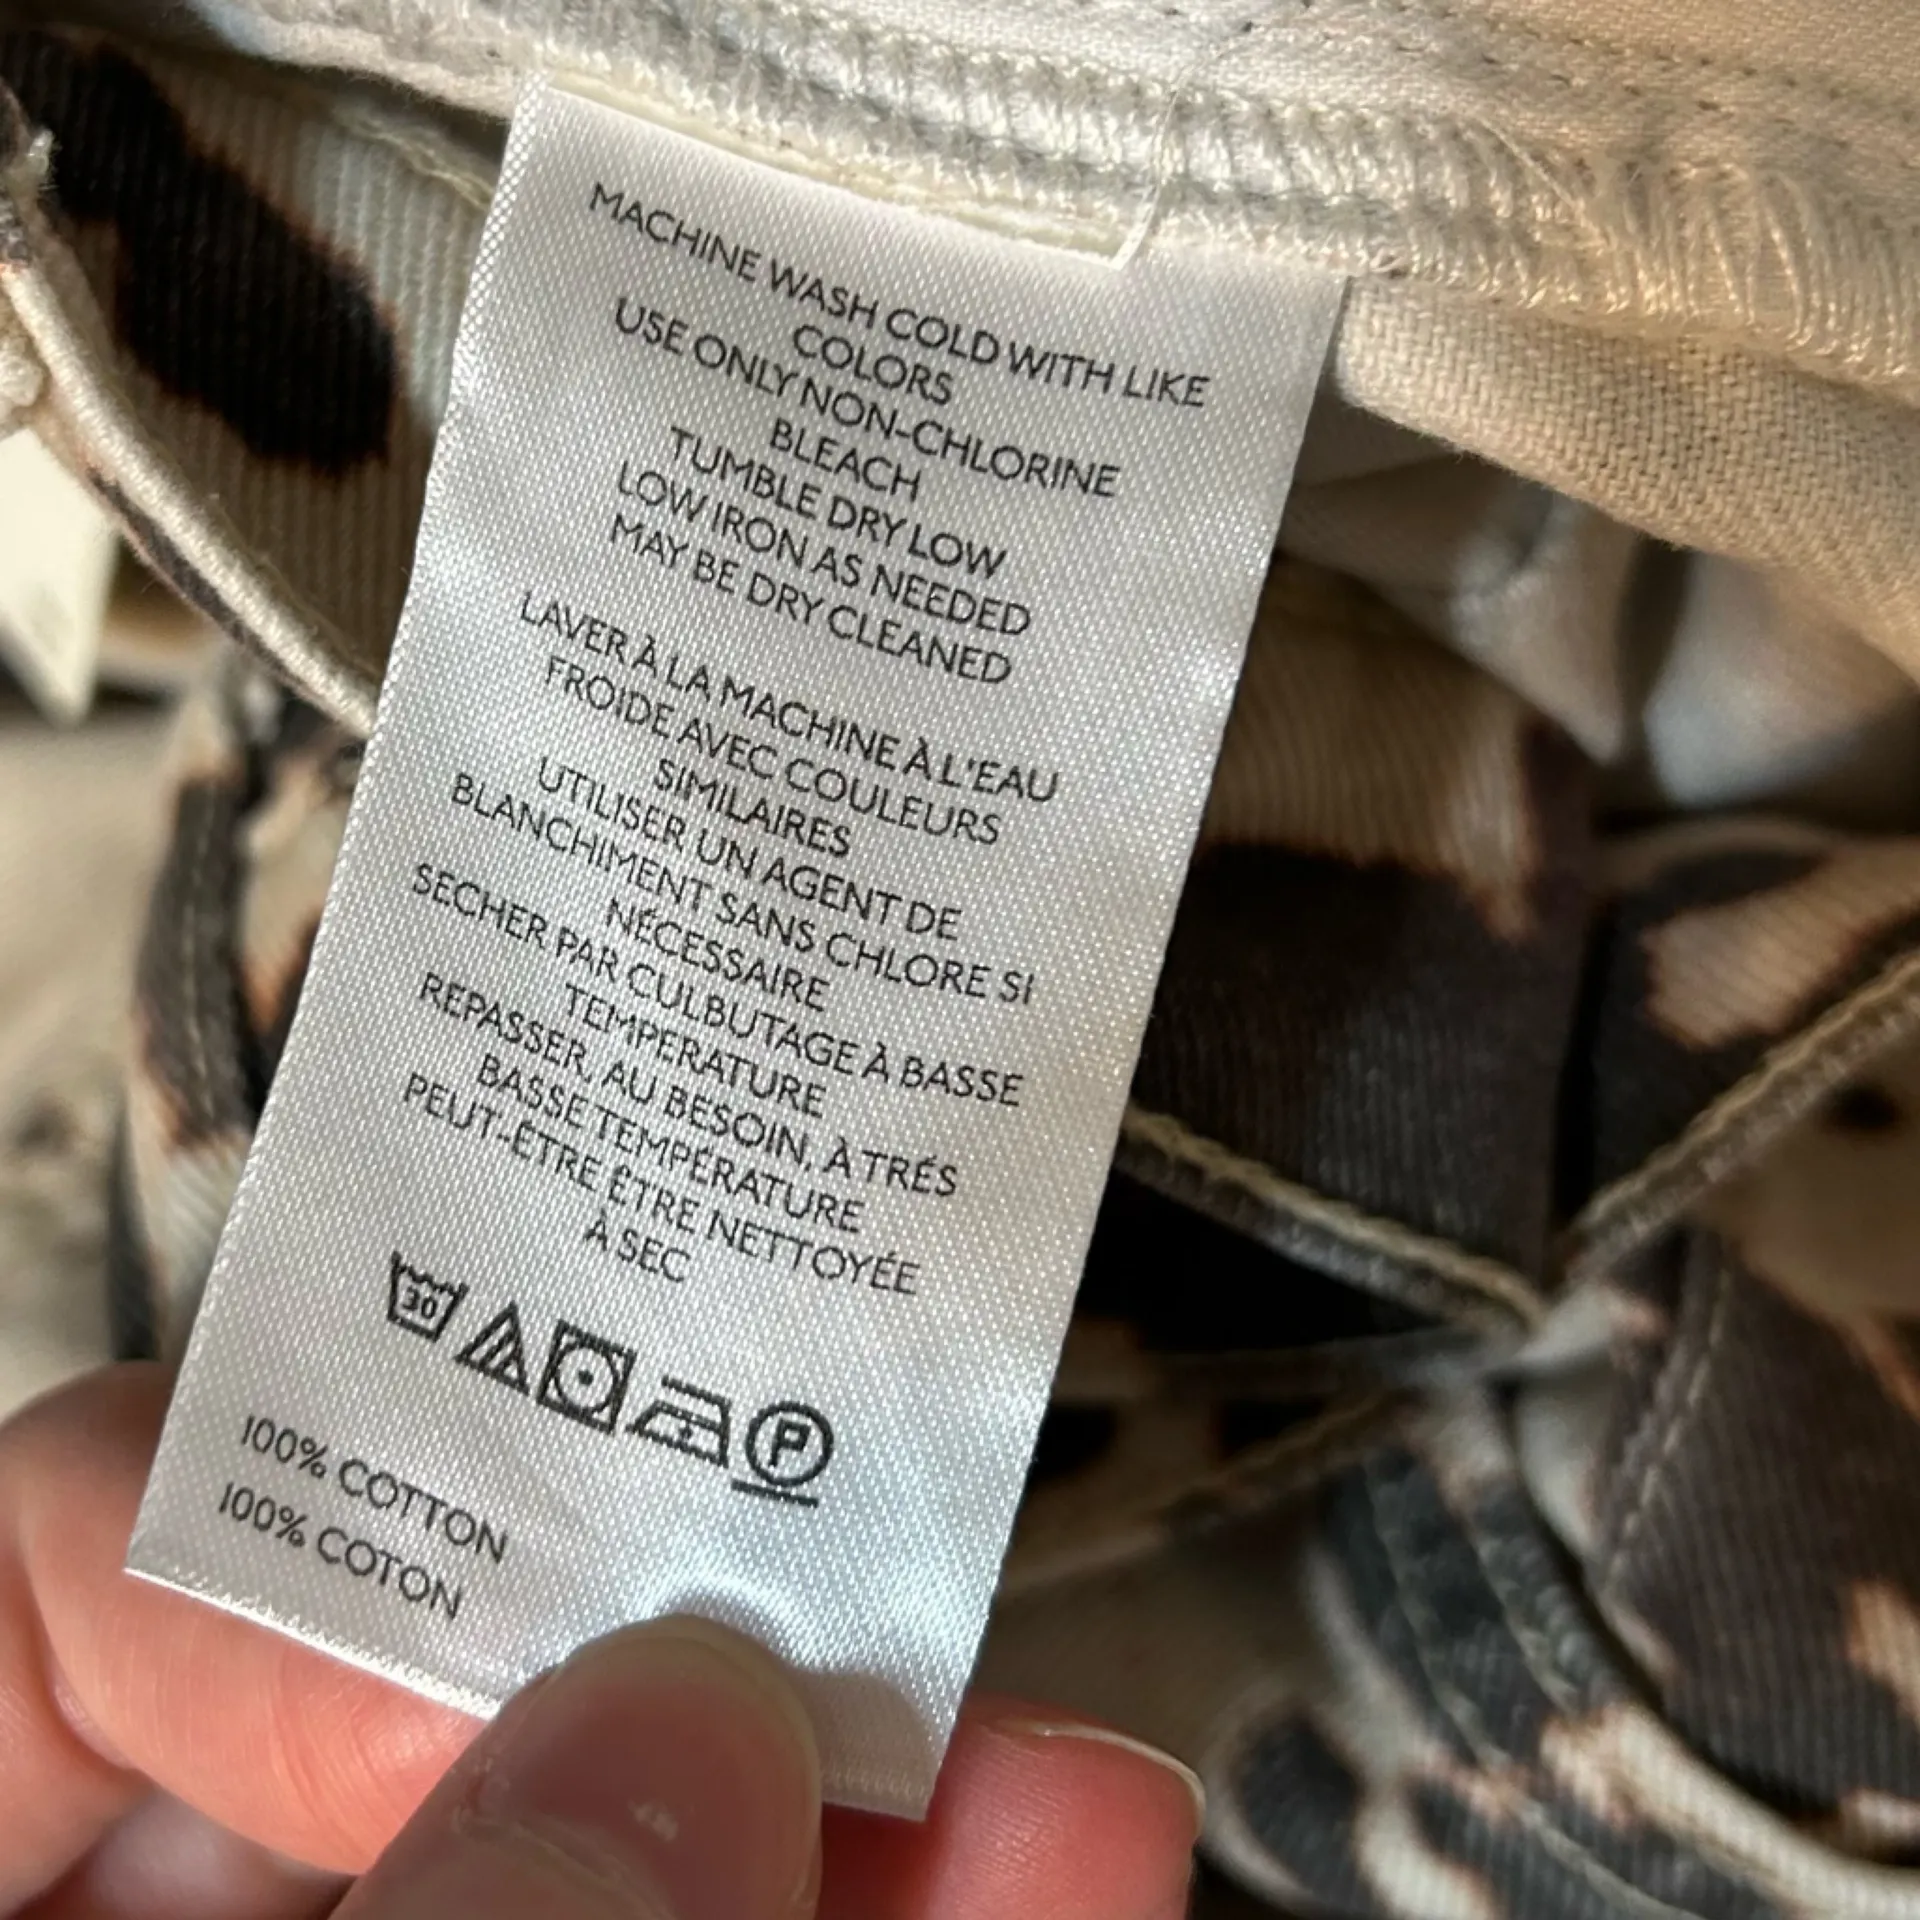 MACHINE WASH COLD WITH LIKE
COLORS
USE ONLY NON-CHLORINE
BLEACH
TUMBLE DRY LOW
LOW IRON AS NEEDED
MAY BE DRY CLEANED
LAVER À LA MACHINE À L'EAU
FROIDE AVEC COULEURS
SIMILAIRES
UTILISER UN AGENT DE
BLANCHIMENT SANS CHLORE SI
NÉCESSAIRE
SECHER PAR CULBUTAGE À BASSE
TEMPERATURE
REPASSER, AU BESOIN, À TRÉS
BASSE TEMPÉRATURE
PEUT-ÊTRE ÊTRE NETTOYÉE
À SEC
30 P
100% COTTON
100% COTON